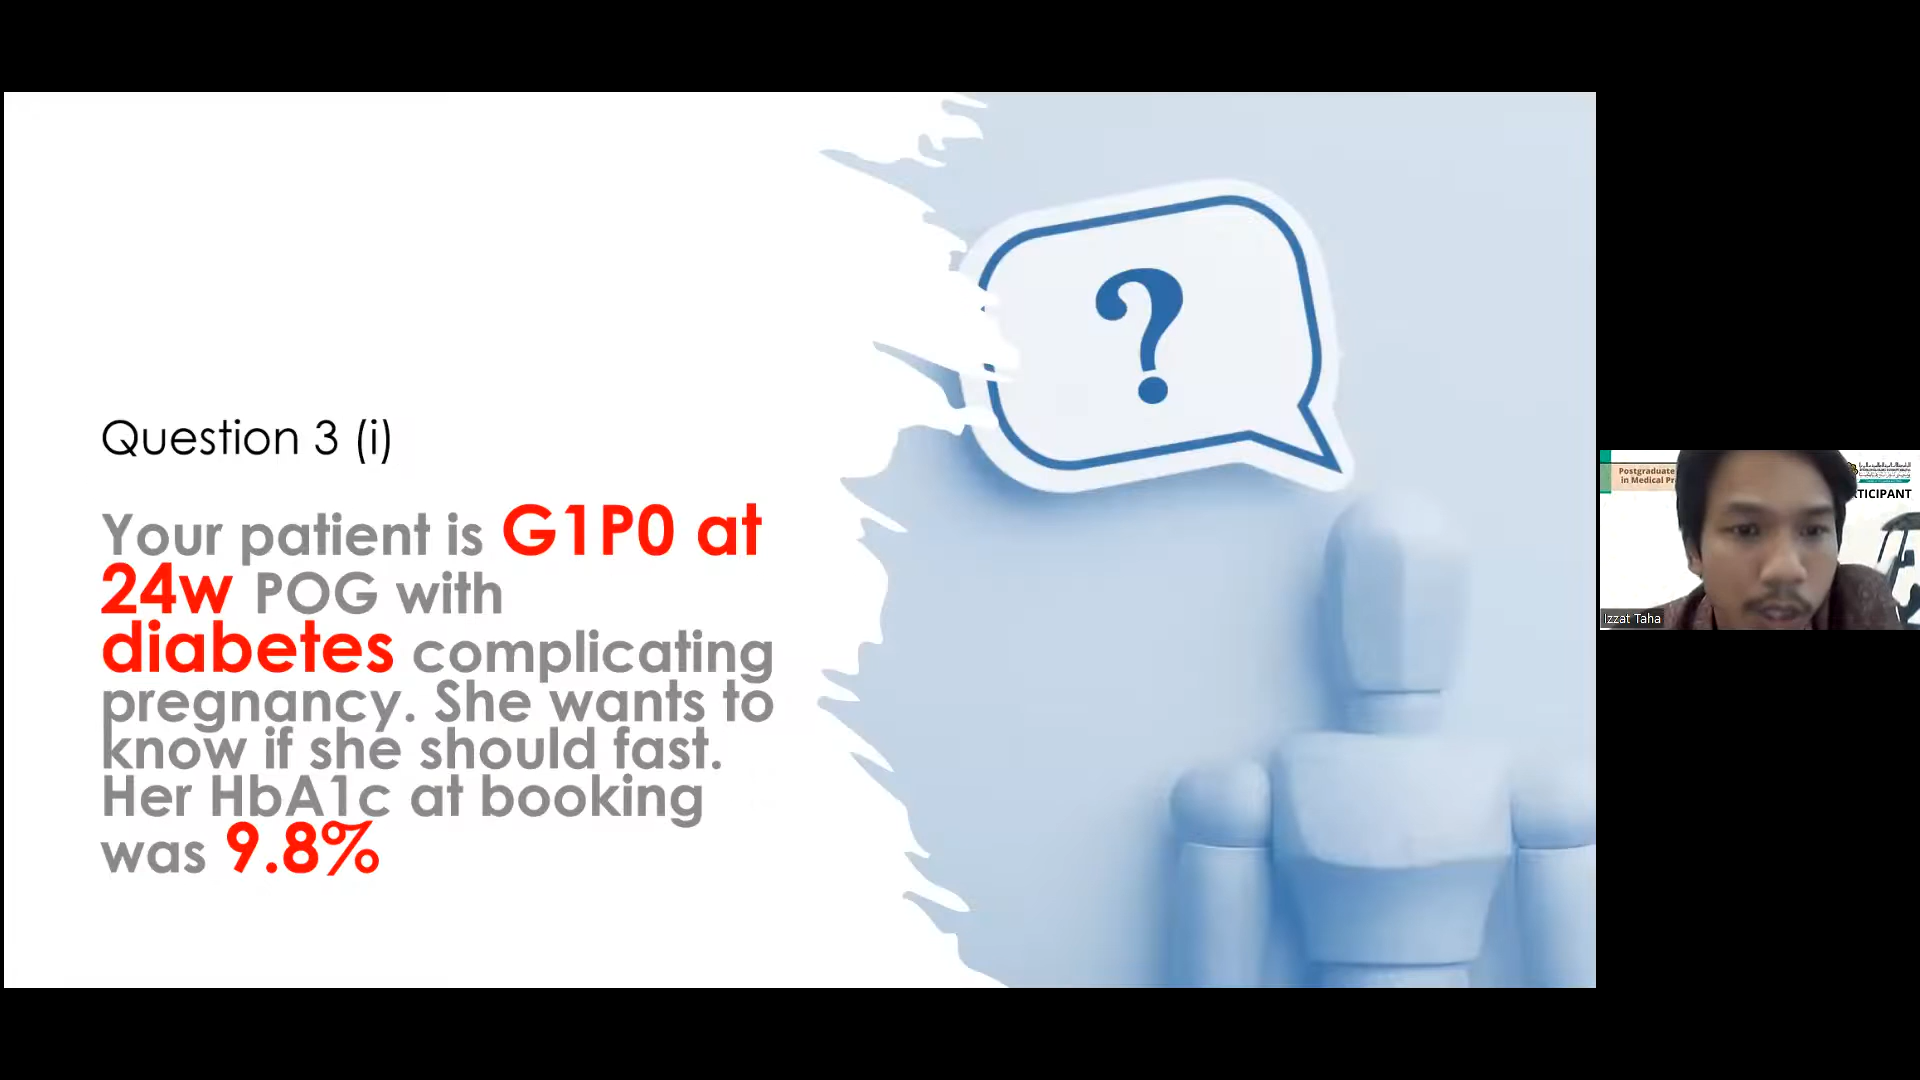 Question 3 (i)
Your patient is G1P0 at
24w POG with
diabetes complicating
pregnancy. She wants to
know if she should fast.
Her HbA1c at booking
was 9.8%
?
Postgraduate
in Medical Pr
RTICIPANT
Izzat Taha